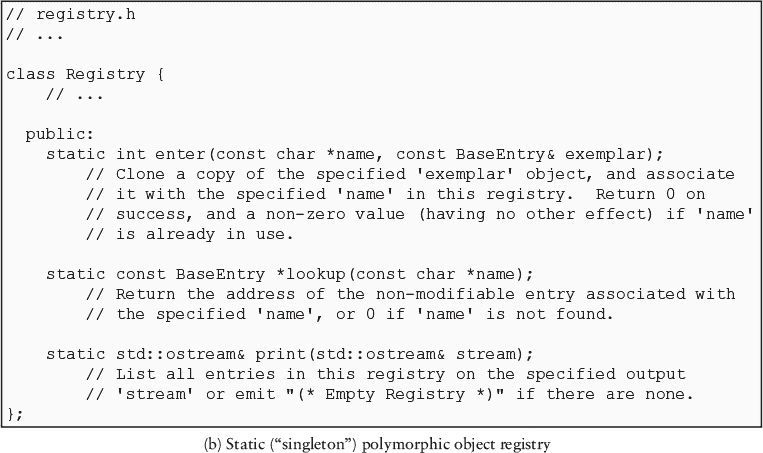 // registry.h
// ...
class Registry {
    // ...
  public:
    static int enter(const char *name, const BaseEntry& exemplar);
        // Clone a copy of the specified 'exemplar' object, and associate
        // it with the specified 'name' in this registry.  Return 0 on
        // success, and a non-zero value (having no other effect) if 'name'
        // is already in use.
    static const BaseEntry *lookup(const char *name);
        // Return the address of the non-modifiable entry associated with
        // the specified 'name', or 0 if 'name' is not found.
    static std::ostream& print(std::ostream& stream);
        // List all entries in this registry on the specified output
        // 'stream' or emit "(* Empty Registry *)" if there are none.
};
(b) Static (“singleton”) polymorphic object registry